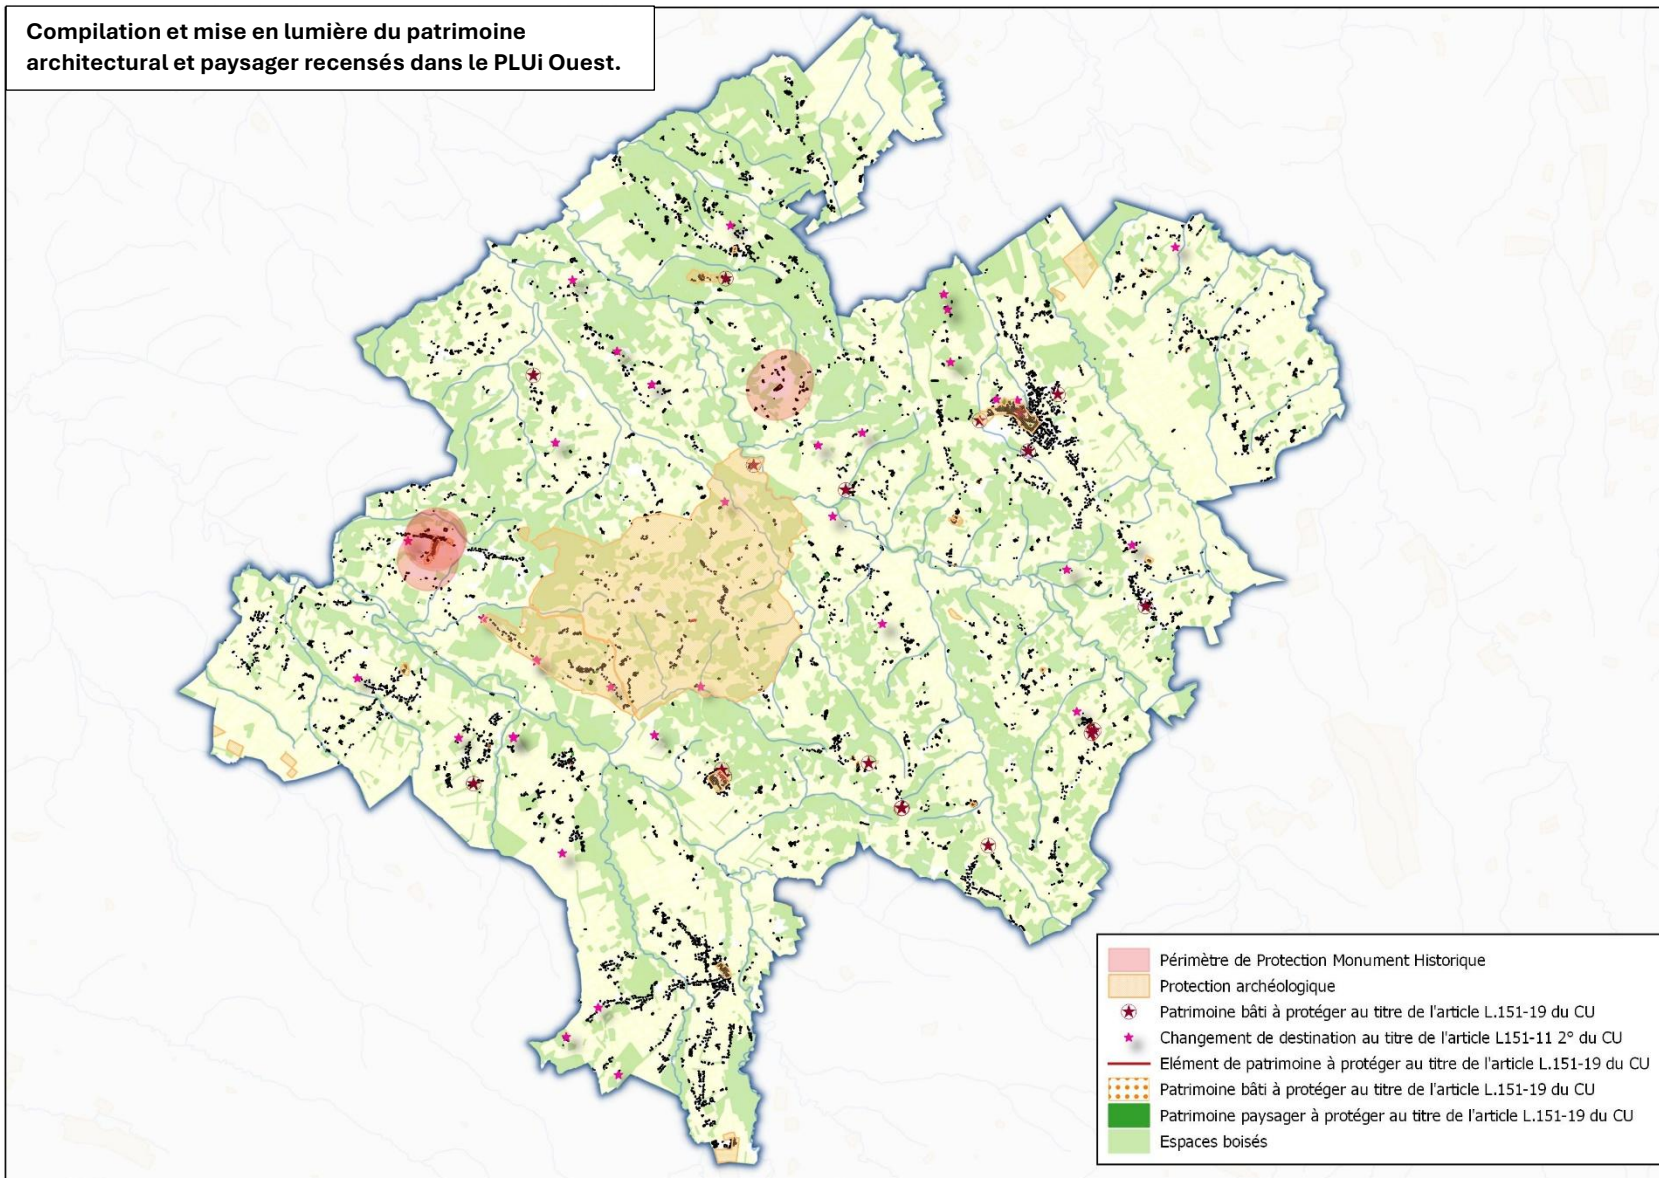 Compilation et mise en lumière du patrimoine
architectural et paysager recensés dans le PLUi Ouest.
Périmètre de Protection Monument Historique
Protection archéologique
Patrimoine bâti à protéger au titre de l'article L.151-19 du CU
Changement de destination au titre de l'article L151-11 2° du CU
Elément de patrimoine à protéger au titre de l'article L.151-19 du CU
Patrimoine bâti à protéger au titre de l'article L.151-19 du CU
Patrimoine paysager à protéger au titre de l'article L.151-19 du CU
Espaces boisés